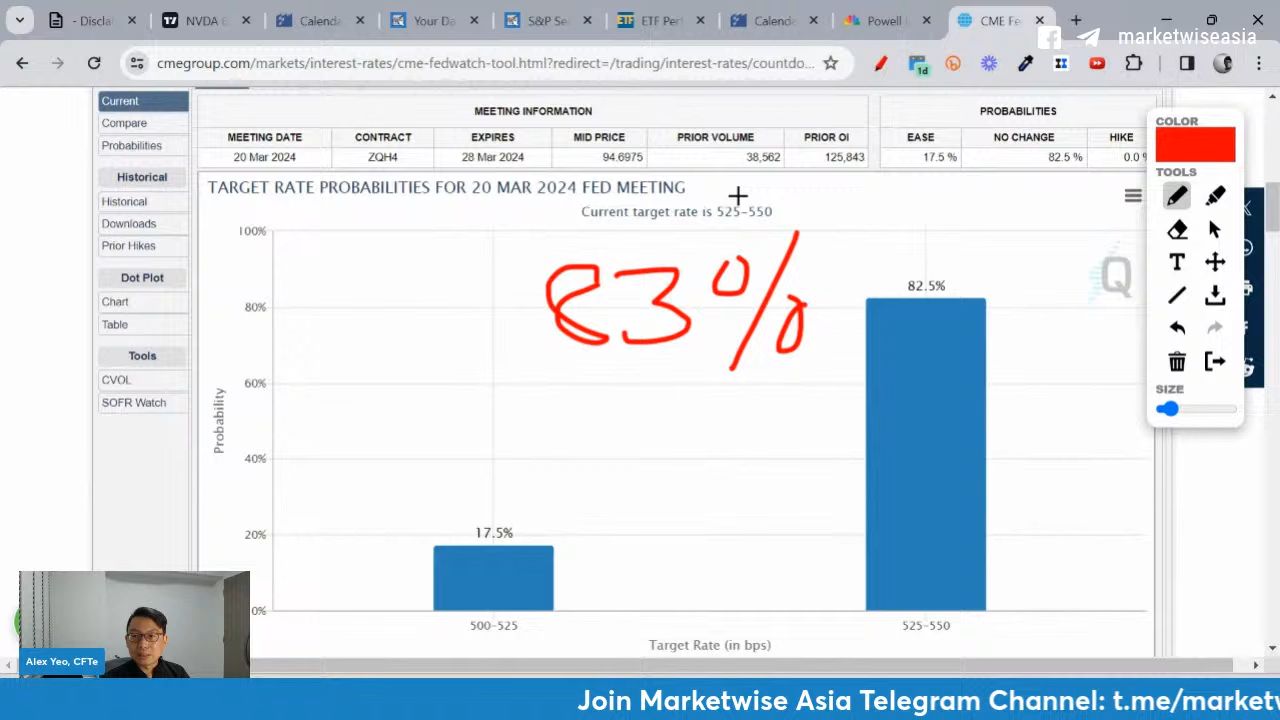 - Disclai
NVDA 6
Calenda
Your Da
S&P Se
ETF Per
Calenda
Powell
CME Fe
marketwiseasia
cmegroup.com/markets/interest-rates/cme-fedwatch-tool.html?redirect=/trading/interest-rates/countdo...
1d
Current
Compare
Probabilities
Historical
Historical
Downloads
Prior Hikes
Dot Plot
Chart
Table
Tools
CVOL
SOFR Watch
MEETING INFORMATION
PROBABILITIES
MEETING DATE CONTRACT EXPIRES MID PRICE PRIOR VOLUME PRIOR OI EASE NO CHANGE HIKE
20 Mar 2024 ZQH4 28 Mar 2024 94.6975 38,562 125,843 17.5 % 82.5 % 0.0 %
TARGET RATE PROBABILITIES FOR 20 MAR 2024 FED MEETING
Current target rate is 525-550
100%
80%
60%
40%
20%
0%
Probability
83%
Q
17.5%
82.5%
500-525
525-550
Target Rate (in bps)
COLOR
TOOLS
T
SIZE
Alex Yeo, CFTe
Join Marketwise Asia Telegram Channel: t.me/marketw